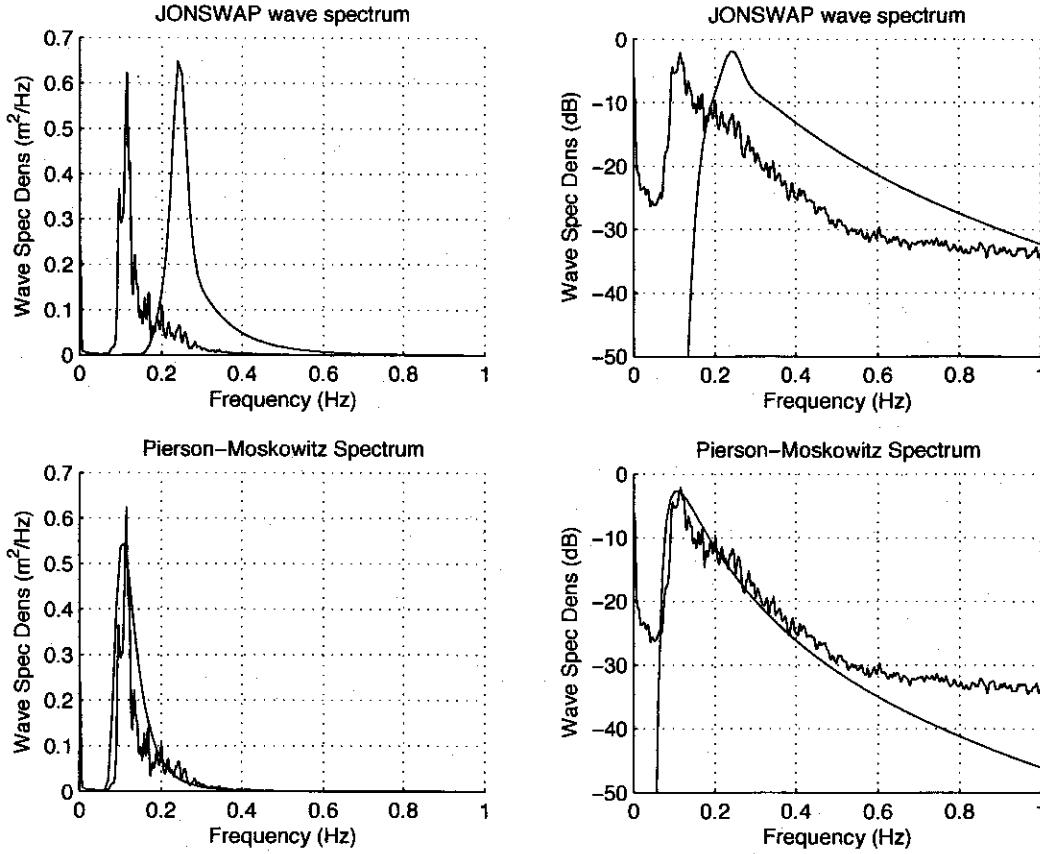 JONSWAP wave spectrum
Wave Spec Dens (m²/Hz)
0.7
0.6
0.5
0.4
0.3
0.2
0.1
0
0 0.2 0.4 0.6 0.8 1
Frequency (Hz)
JONSWAP wave spectrum
Wave Spec Dens (dB)
0
−10
−20
−30
−40
−50
0 0.2 0.4 0.6 0.8 1
Frequency (Hz)
Pierson−Moskowitz Spectrum
Wave Spec Dens (m²/Hz)
0.7
0.6
0.5
0.4
0.3
0.2
0.1
0
0 0.2 0.4 0.6 0.8 1
Frequency (Hz)
Pierson−Moskowitz Spectrum
Wave Spec Dens (dB)
0
−10
−20
−30
−40
−50
0 0.2 0.4 0.6 0.8 1
Frequency (Hz)